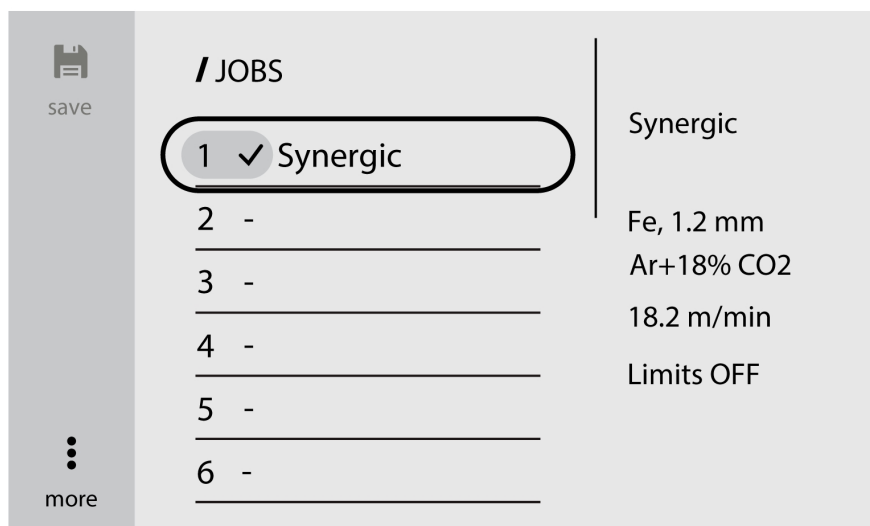 save
/ JOBS
1 ✓ Synergic
2 -
3 -
4 -
5 -
6 -
more
Synergic
Fe, 1.2 mm
Ar+18% CO2
18.2 m/min
Limits OFF